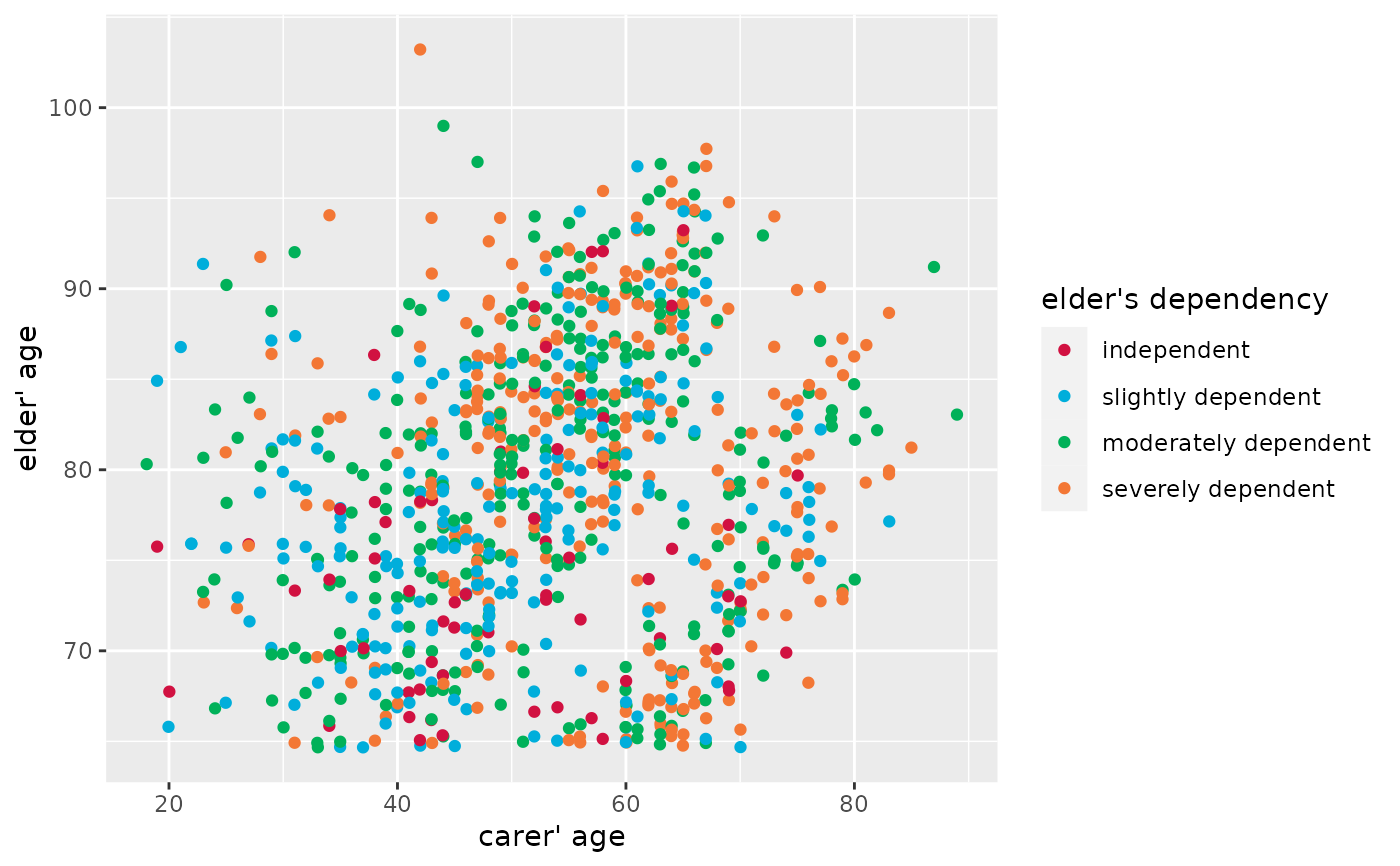 100
90
80
70
20
40
60
80
elder' age
carer' age
elder's dependency
independent
slightly dependent
moderately dependent
severely dependent